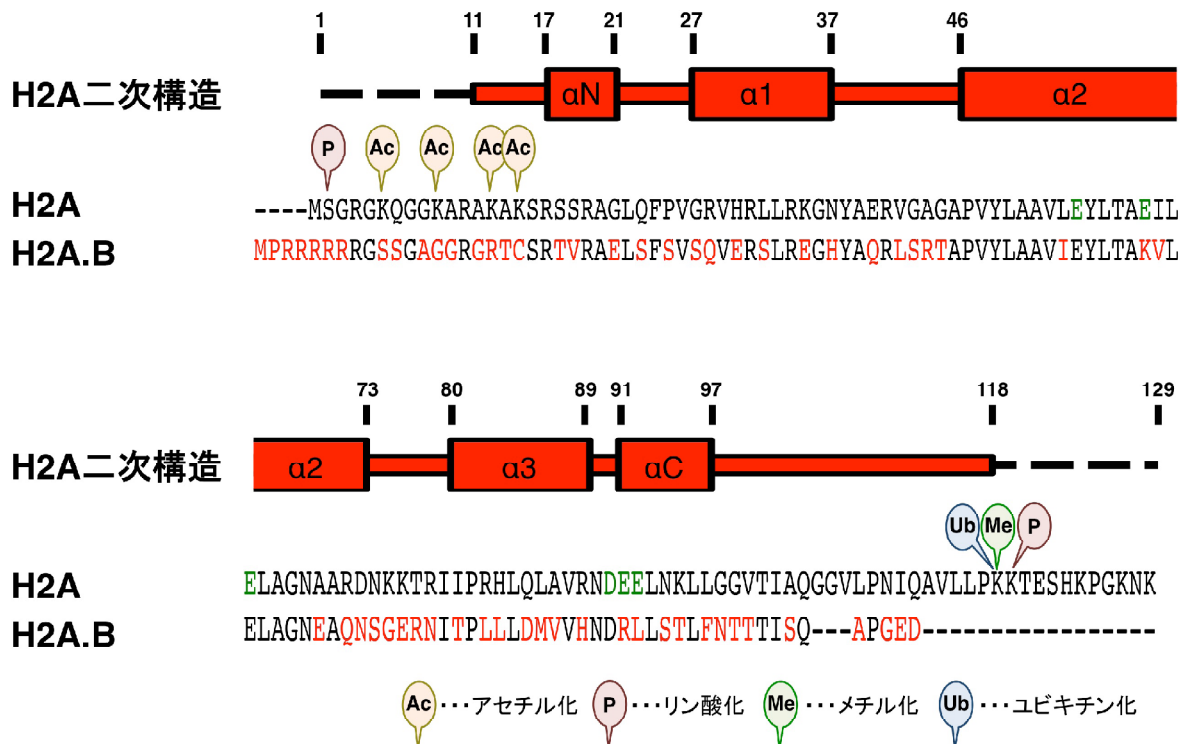 1 11 17 21 27 37 46
H2A二次構造 αN α1 α2
P Ac Ac Ac Ac
H2A ----MSGRGKQGGKARAKAKSRSSRAGLQFPVGRVHRLLRKGNYAERVGAGAPVYLAAVLEYLTAEIL
H2A.B MPRRRRRRGSSGAGGRGRTCSRTVRAELSFSVSQVERSLREGHYAQRLSRTAPVYLAAVIEYLTAKVL
73 80 89 91 97 118 129
H2A二次構造 α2 α3 αC
Ub Me P
H2A ELAGNAARDNKKTRIIPRHLQLAVRNDEELNKLLGGVTIAQGGVLPNIQAVLLPKKTESHKPGKNK
H2A.B ELAGNEAQNSGERNITPLLLDMVVHNDRLLSTLFNTTTISQ---APGED-----------------
Ac ･･･アセチル化 P ･･･リン酸化 Me ･･･メチル化 Ub ･･･ユビキチン化